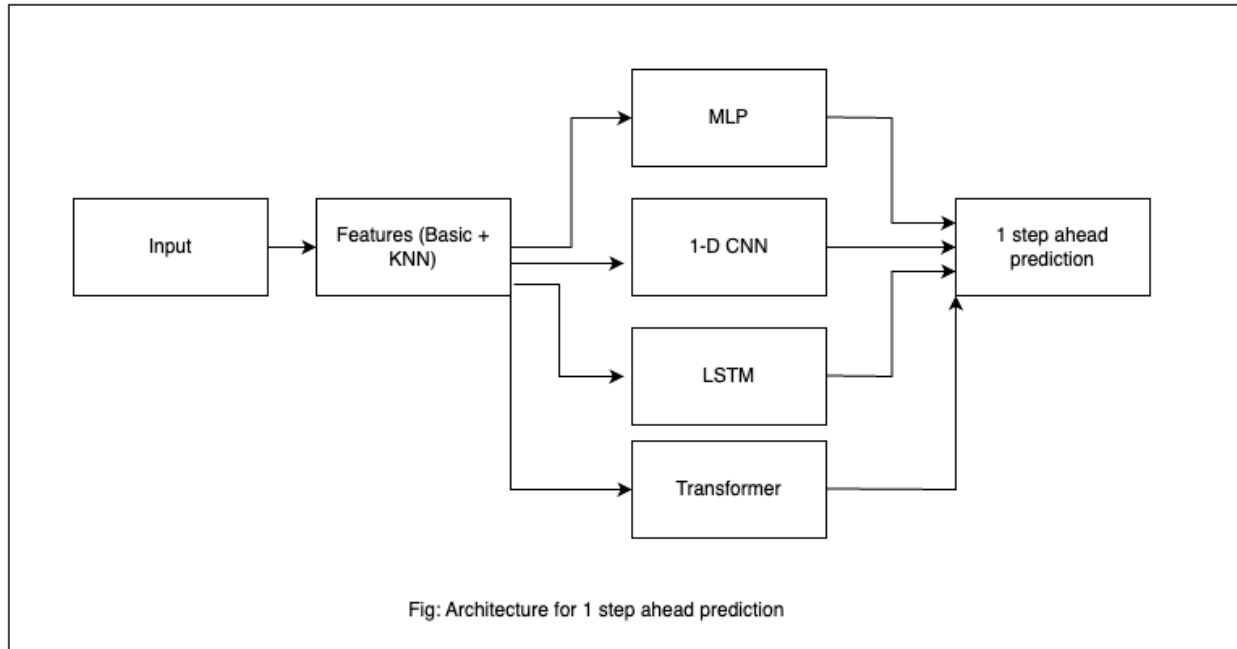 MLP
Input
Features (Basic +
KNN)
1-D CNN
1 step ahead
prediction
LSTM
Transformer
Fig: Architecture for 1 step ahead prediction